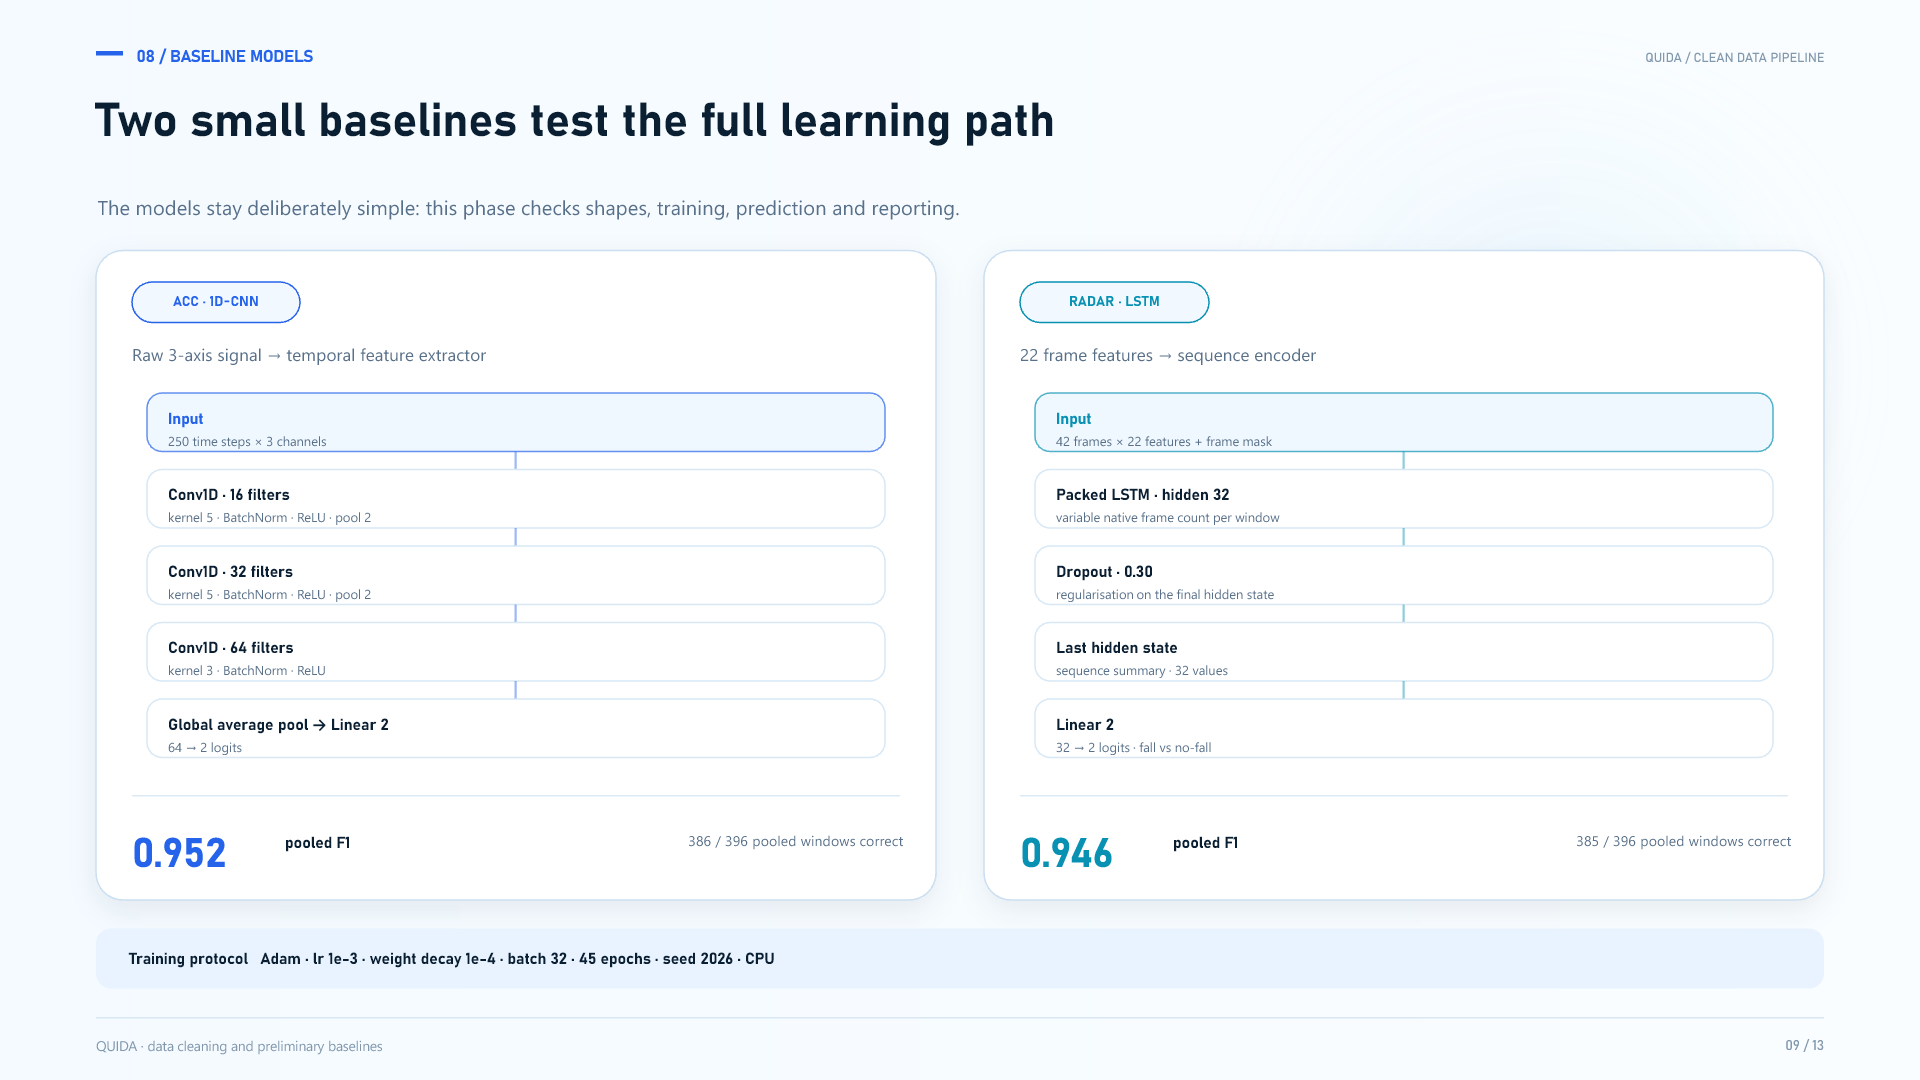 08 / BASELINE MODELS
QUIDA / CLEAN DATA PIPELINE
Two small baselines test the full learning path
The models stay deliberately simple: this phase checks shapes, training, prediction and reporting.
ACC · 1D-CNN
Raw 3-axis signal → temporal feature extractor
Input
250 time steps × 3 channels
Conv1D · 16 filters
kernel 5 · BatchNorm · ReLU · pool 2
Conv1D · 32 filters
kernel 5 · BatchNorm · ReLU · pool 2
Conv1D · 64 filters
kernel 3 · BatchNorm · ReLU
Global average pool → Linear 2
64 → 2 logits
0.952 pooled F1 386 / 396 pooled windows correct
RADAR · LSTM
22 frame features → sequence encoder
Input
42 frames × 22 features + frame mask
Packed LSTM · hidden 32
variable native frame count per window
Dropout · 0.30
regularisation on the final hidden state
Last hidden state
sequence summary · 32 values
Linear 2
32 → 2 logits · fall vs no-fall
0.946 pooled F1 385 / 396 pooled windows correct
Training protocol Adam · lr 1e-3 · weight decay 1e-4 · batch 32 · 45 epochs · seed 2026 · CPU
QUIDA · data cleaning and preliminary baselines
09 / 13